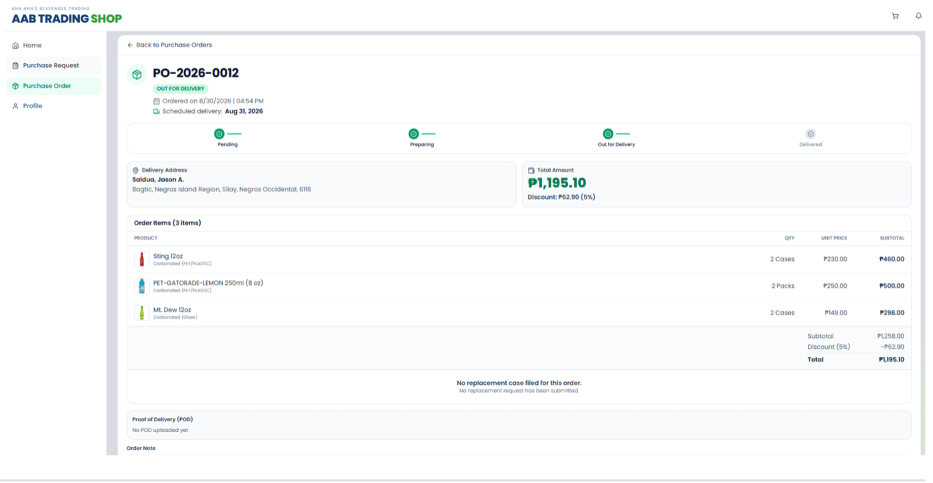 ANN ANN'S BEVERAGES TRADING
AAB TRADING SHOP
Home
Purchase Request
Purchase Order
Profile
Back to Purchase Orders
PO-2026-0012
OUT FOR DELIVERY
Ordered on 8/30/2026 | 04:54 PM
Scheduled delivery: Aug 31, 2026
Pending
Preparing
Out for Delivery
Delivered
Delivery Address
Saldua, Jason A.
Bagtic, Negros Island Region, Silay, Negros Occidental, 6116
Total Amount
₱1,195.10
Discount: ₱62.90 (5%)
Order Items (3 items)
PRODUCT QTY UNIT PRICE SUBTOTAL
Sting 12oz
Carbonated (PET/PLASTIC)
2 Cases ₱230.00 ₱460.00
PET-GATORADE-LEMON 250ml (8 oz)
Carbonated (PET/PLASTIC)
2 Packs ₱250.00 ₱500.00
Mt. Dew 12oz
Carbonated (Glass)
2 Cases ₱149.00 ₱298.00
Subtotal ₱1,258.00
Discount (5%) -₱62.90
Total ₱1,195.10
No replacement case filed for this order.
No replacement request has been submitted.
Proof of Delivery (POD)
No POD uploaded yet
Order Note